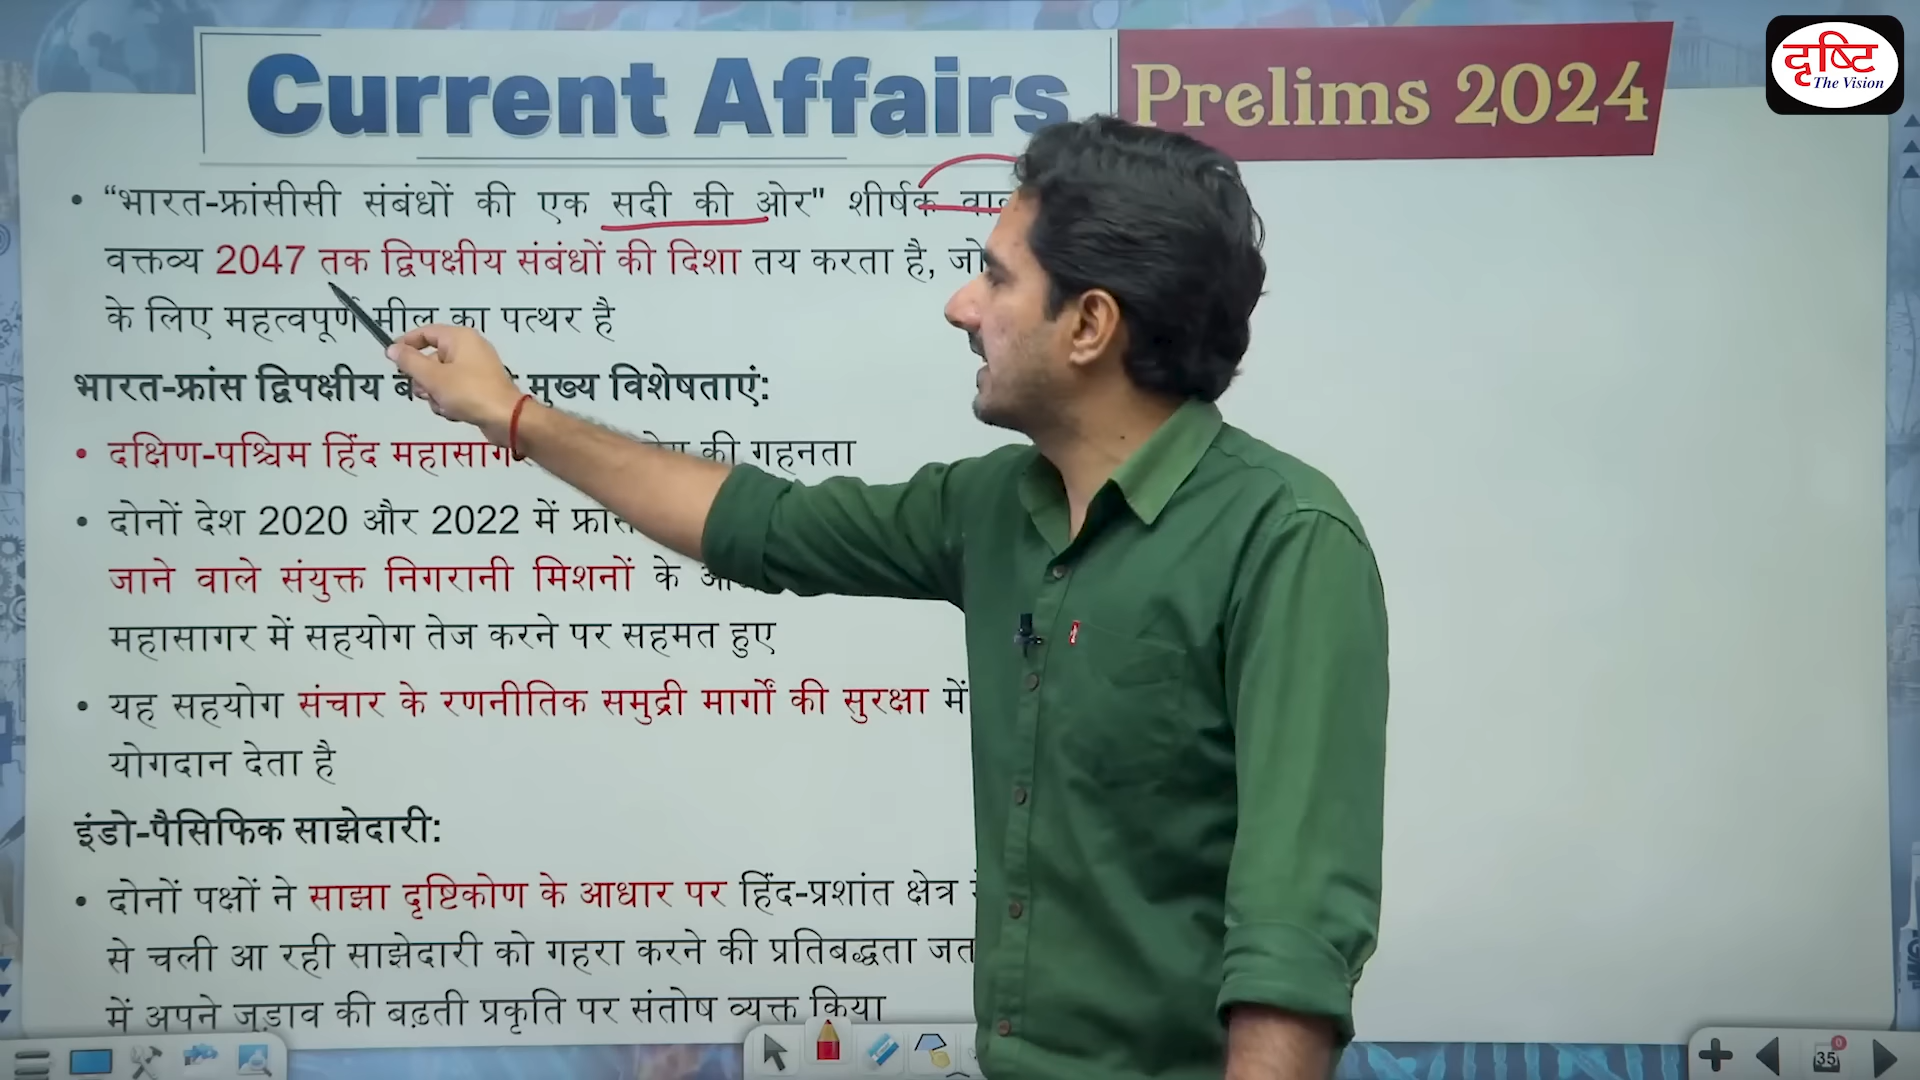 Current Affairs
Prelims 2024
दृष्टि
The Vision
• “भारत-फ्रांसीसी संबंधों की एक सदी की ओर" शीर्षक
वक्तव्य 2047 तक द्विपक्षीय संबंधों की दिशा तय करता है, जो
के लिए महत्वपूर्ण मील का पत्थर है
भारत-फ्रांस द्विपक्षीय मुख्य विशेषताएं:
• दक्षिण-पश्चिम हिंद की गहनता
• दोनों देश 2020 और 2022 में
जाने वाले संयुक्त निगरानी मिशनों के
महासागर में सहयोग तेज करने पर सहमत हुए
• यह सहयोग संचार के रणनीतिक समुद्री मार्गों की सुरक्षा में
योगदान देता है
इंडो-पैसिफिक साझेदारी:
• दोनों पक्षों ने साझा दृष्टिकोण के आधार पर हिंद-प्रशांत क्षेत्र
से चली आ रही साझेदारी को गहरा करने की प्रतिबद्धता
में अपने जुड़ाव की बढ़ती प्रकृति पर संतोष व्यक्त किया
35
0